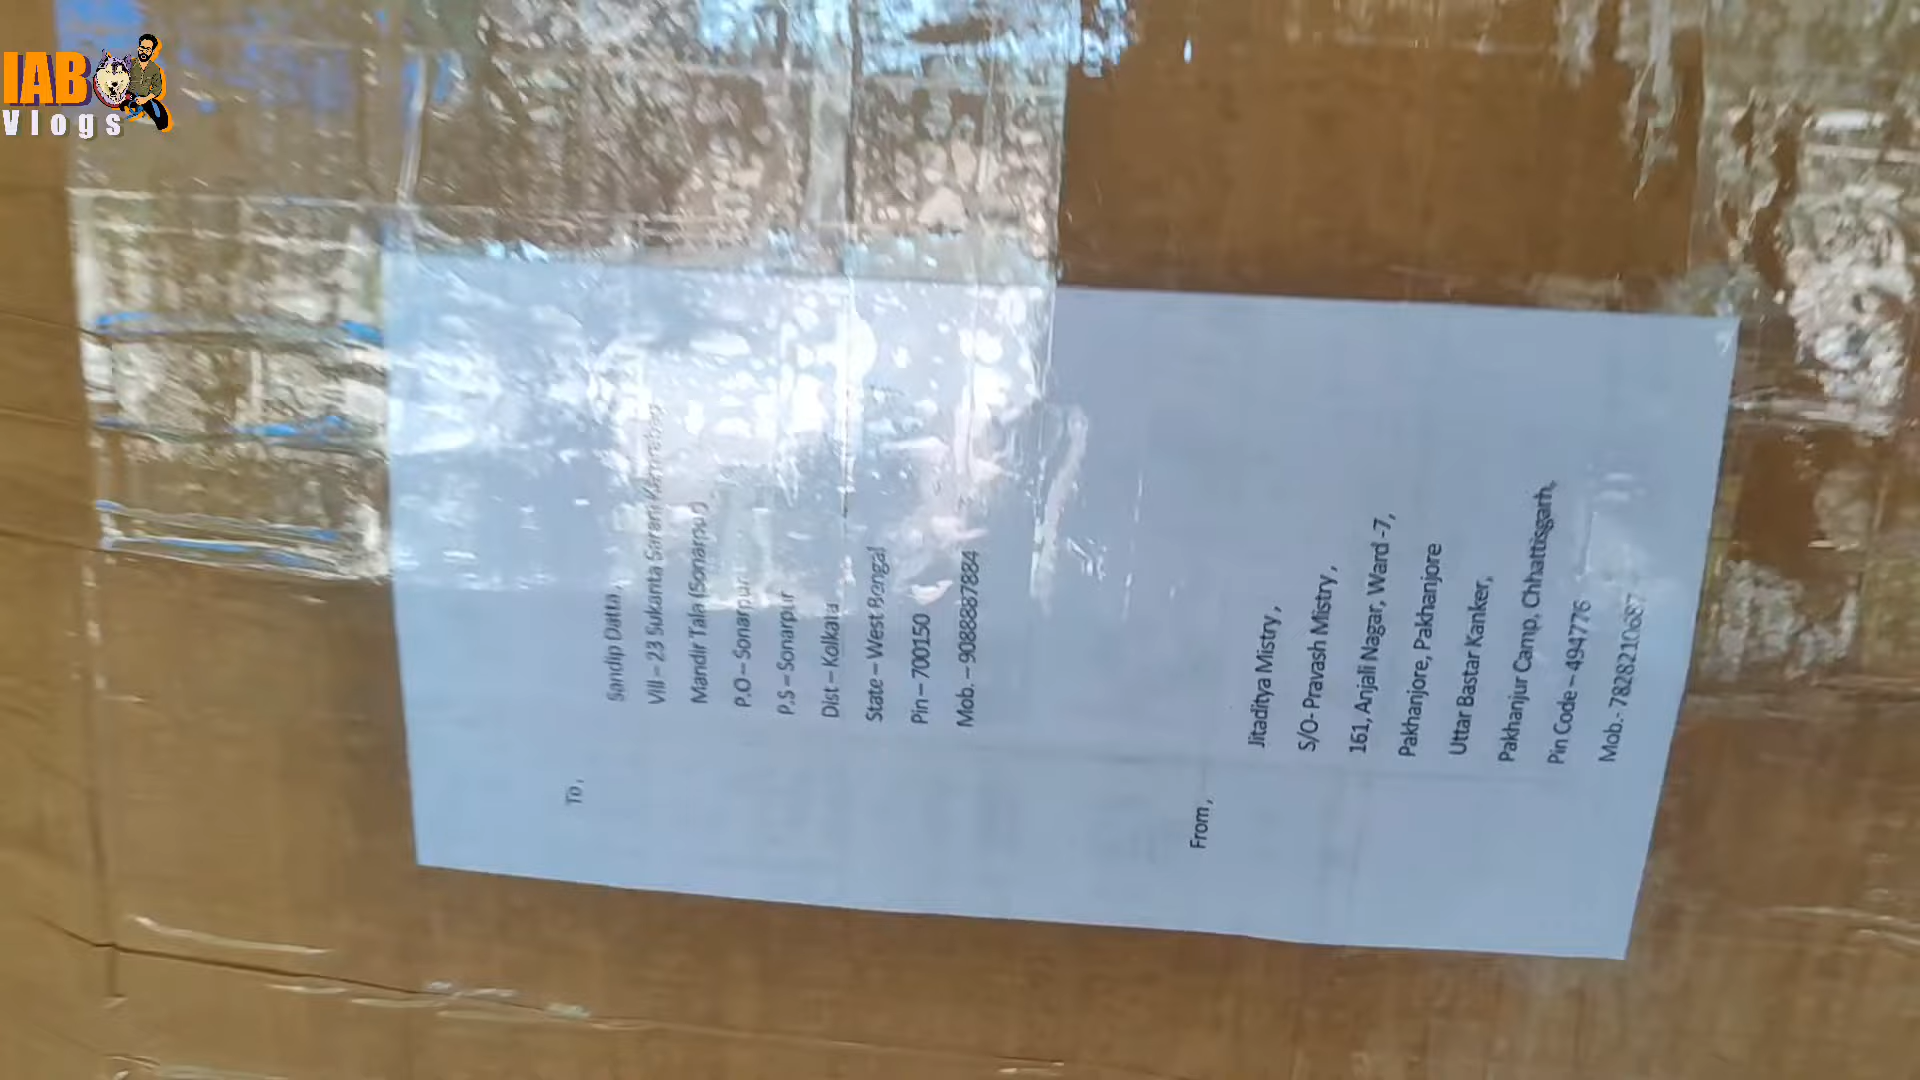 IAB
Vlogs
To,
Sandip Datta,
Vill – 23 Sukanta Sarani
Mandir Tala (Sonarpur)
P.O – Sonarpur
P.S – Sonarpur
Dist – Kolkata
State – West Bengal
Pin – 700150
Mob. – 9088887884
From,
Jitaditya Mistry,
S/O- Pravash Mistry,
161, Anjali Nagar, Ward -7,
Pakhanjore, Pakhanjore
Uttar Bastar Kanker,
Pakhanjur Camp, Chhattisgarh,
Pin Code – 494776
Mob.- 7828210687